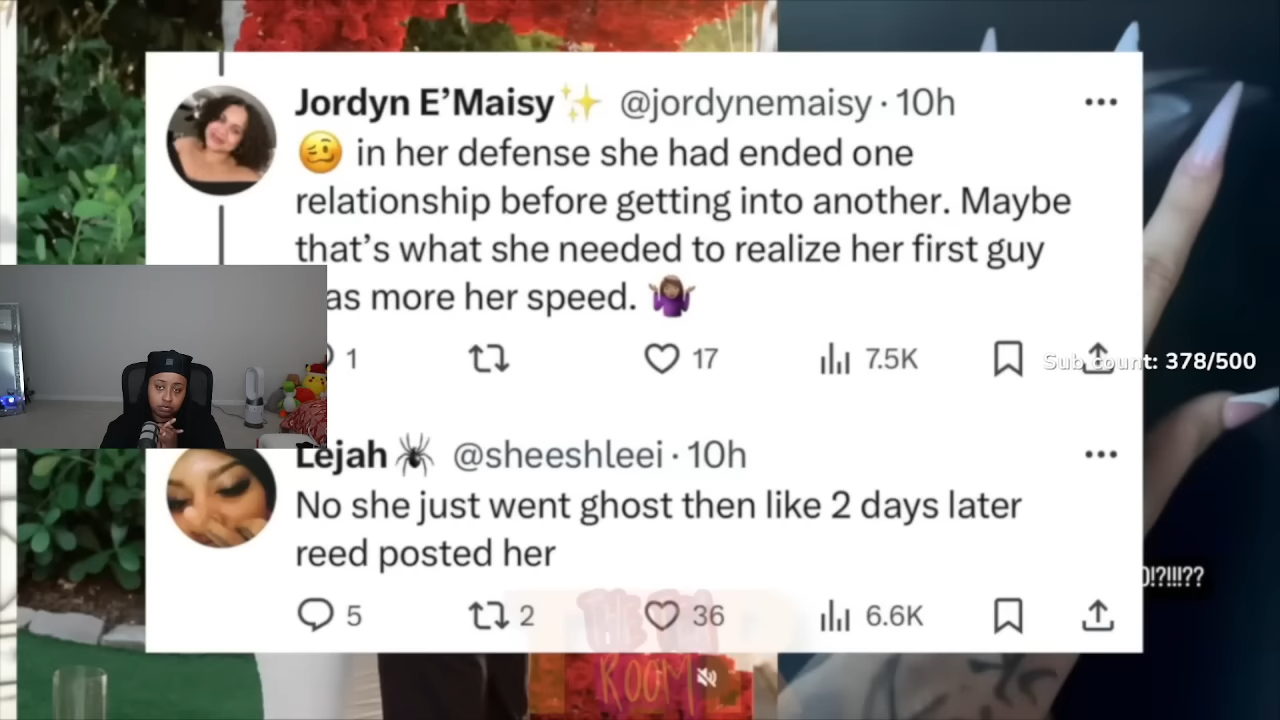 Jordyn E’Maisy✨ @jordynemaisy · 10h
🥴 in her defense she had ended one
relationship before getting into another. Maybe
that’s what she needed to realize her first guy
as more her speed. 🤷🏽‍♀️
1 17 7.5K
Sub count: 378/500
Lejah 🕷 @sheeshleei · 10h
No she just went ghost then like 2 days later
reed posted her
!?!!!??
5 2 36 6.6K
ROOM